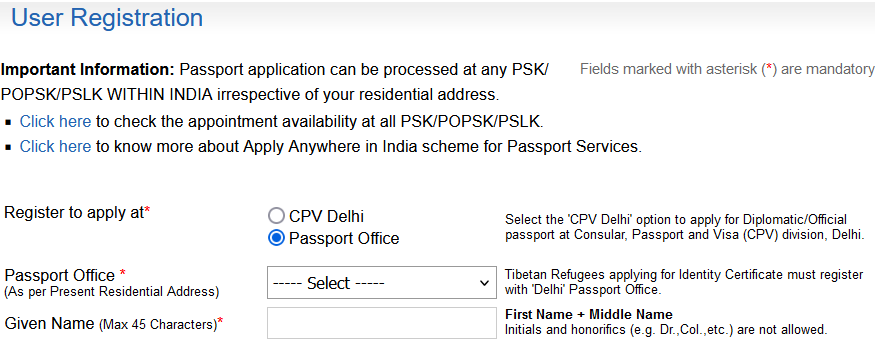 User Registration
Important Information: Passport application can be processed at any PSK/
POPSK/PSLK WITHIN INDIA irrespective of your residential address.
Fields marked with asterisk (*) are mandatory
Click here to check the appointment availability at all PSK/POPSK/PSLK.
Click here to know more about Apply Anywhere in India scheme for Passport Services.
Register to apply at*
CPV Delhi
Passport Office
Select the 'CPV Delhi' option to apply for Diplomatic/Official
passport at Consular, Passport and Visa (CPV) division, Delhi.
Passport Office *
(As per Present Residential Address)
----- Select -----
Tibetan Refugees applying for Identity Certificate must register
with 'Delhi' Passport Office.
Given Name (Max 45 Characters)*
First Name + Middle Name
Initials and honorifics (e.g. Dr.,Col.,etc.) are not allowed.